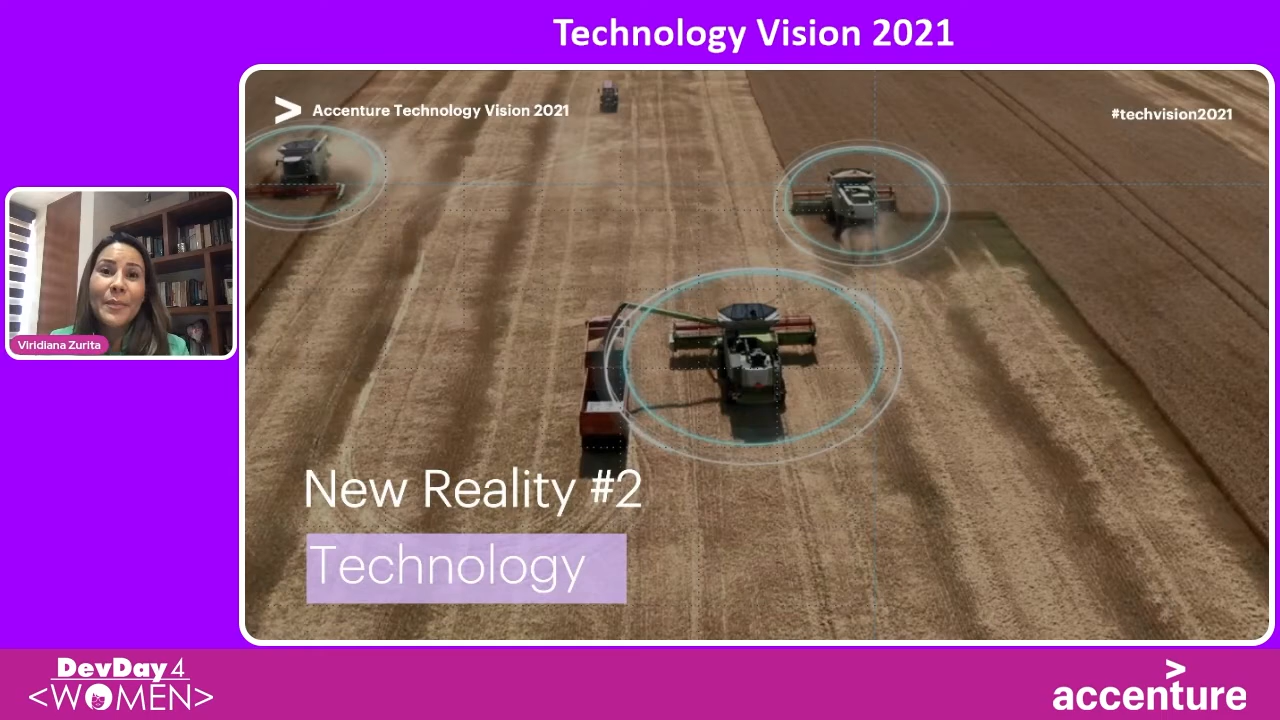 Technology Vision 2021
Accenture Technology Vision 2021
#techvision2021
Viridiana Zurita
New Reality #2
Technology
DevDay4
<WOMEN>
accenture